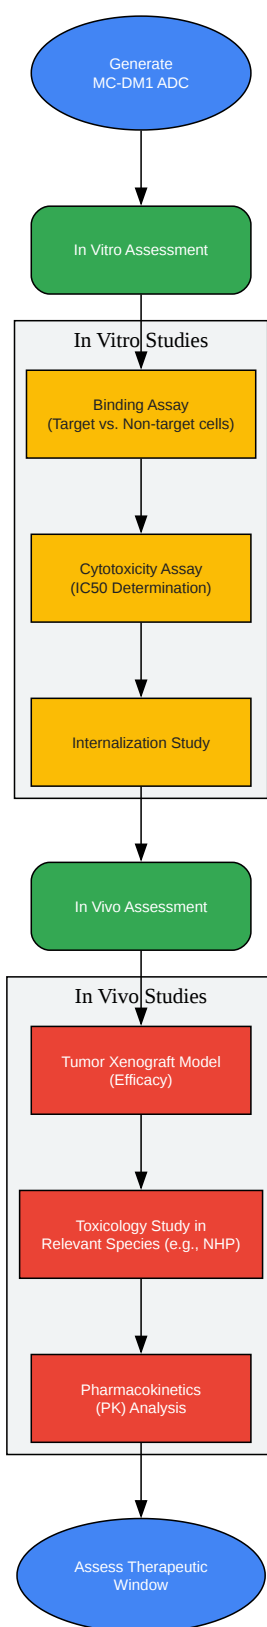 Generate
MC-DM1 ADC
In Vitro Assessment
In Vitro Studies
Binding Assay
(Target vs. Non-target cells)
Cytotoxicity Assay
(IC50 Determination)
Internalization Study
In Vivo Assessment
In Vivo Studies
Tumor Xenograft Model
(Efficacy)
Toxicology Study in
Relevant Species (e.g., NHP)
Pharmacokinetics
(PK) Analysis
Assess Therapeutic
Window